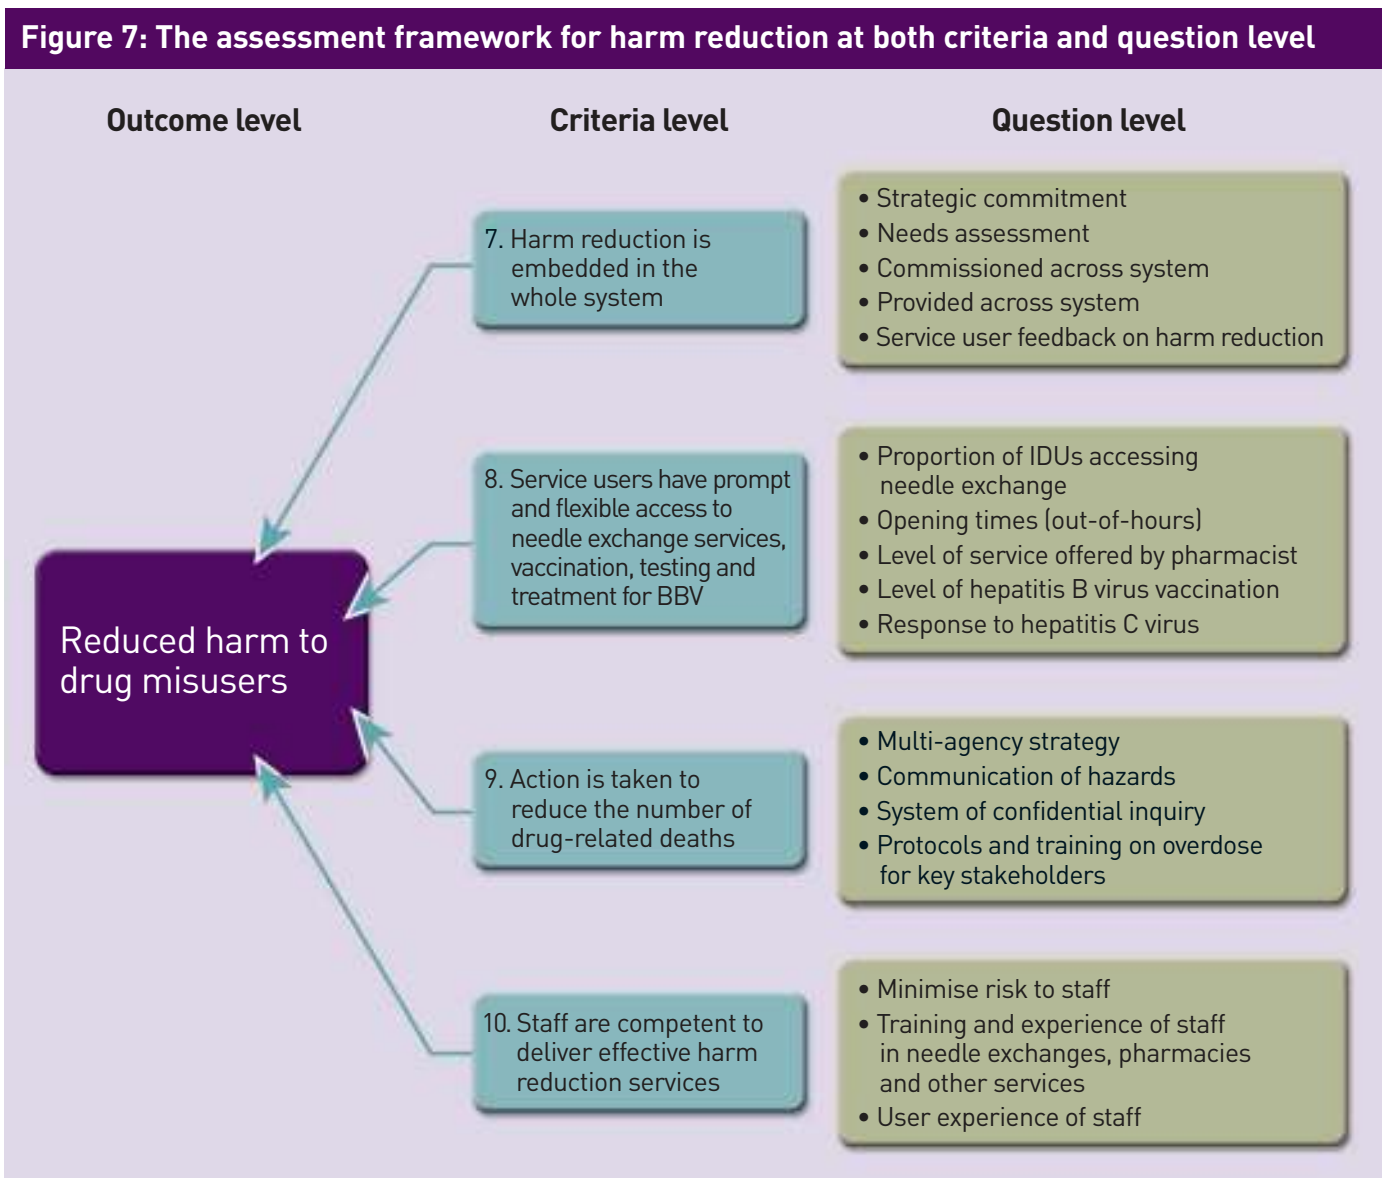 Figure 7: The assessment framework for harm reduction at both criteria and question level
Outcome level
Criteria level
Question level
Reduced harm to
drug misusers
7. Harm reduction is
embedded in the
whole system
• Strategic commitment
• Needs assessment
• Commissioned across system
• Provided across system
• Service user feedback on harm reduction
8. Service users have prompt
and flexible access to
needle exchange services,
vaccination, testing and
treatment for BBV
• Proportion of IDUs accessing
needle exchange
• Opening times (out-of-hours)
• Level of service offered by pharmacist
• Level of hepatitis B virus vaccination
• Response to hepatitis C virus
9. Action is taken to
reduce the number of
drug-related deaths
• Multi-agency strategy
• Communication of hazards
• System of confidential inquiry
• Protocols and training on overdose
for key stakeholders
10. Staff are competent to
deliver effective harm
reduction services
• Minimise risk to staff
• Training and experience of staff
in needle exchanges, pharmacies
and other services
• User experience of staff